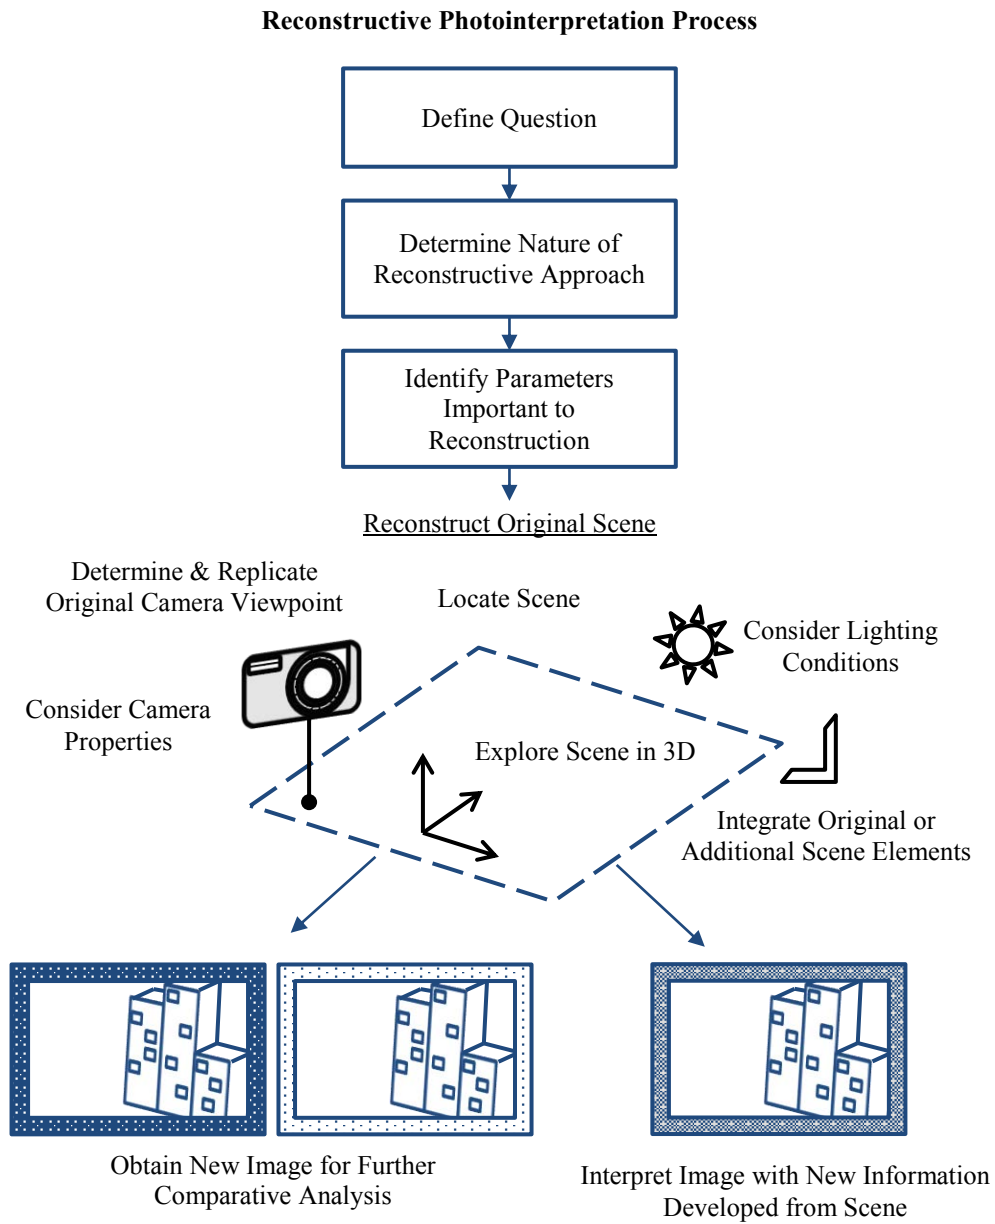 Reconstructive Photointerpretation Process
Define Question
Determine Nature of
Reconstructive Approach
Identify Parameters
Important to
Reconstruction
Reconstruct Original Scene
Determine & Replicate
Original Camera Viewpoint
Locate Scene
Consider Lighting
Conditions
Consider Camera
Properties
Explore Scene in 3D
Integrate Original or
Additional Scene Elements
Obtain New Image for Further
Comparative Analysis
Interpret Image with New Information
Developed from Scene